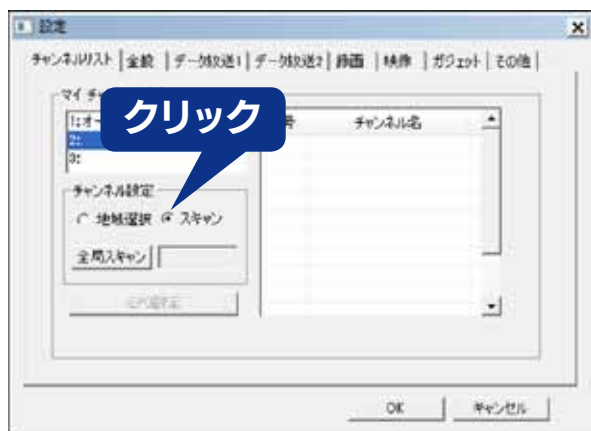 設定
チャンネルリスト 全般 データ放送1 データ放送2 録画 映像 ガジェット その他
マイ チ
1:オー
2:
3:
クリック
号 チャンネル名
チャンネル設定
地域選択 スキャン
全局スキャン
OK キャンセル